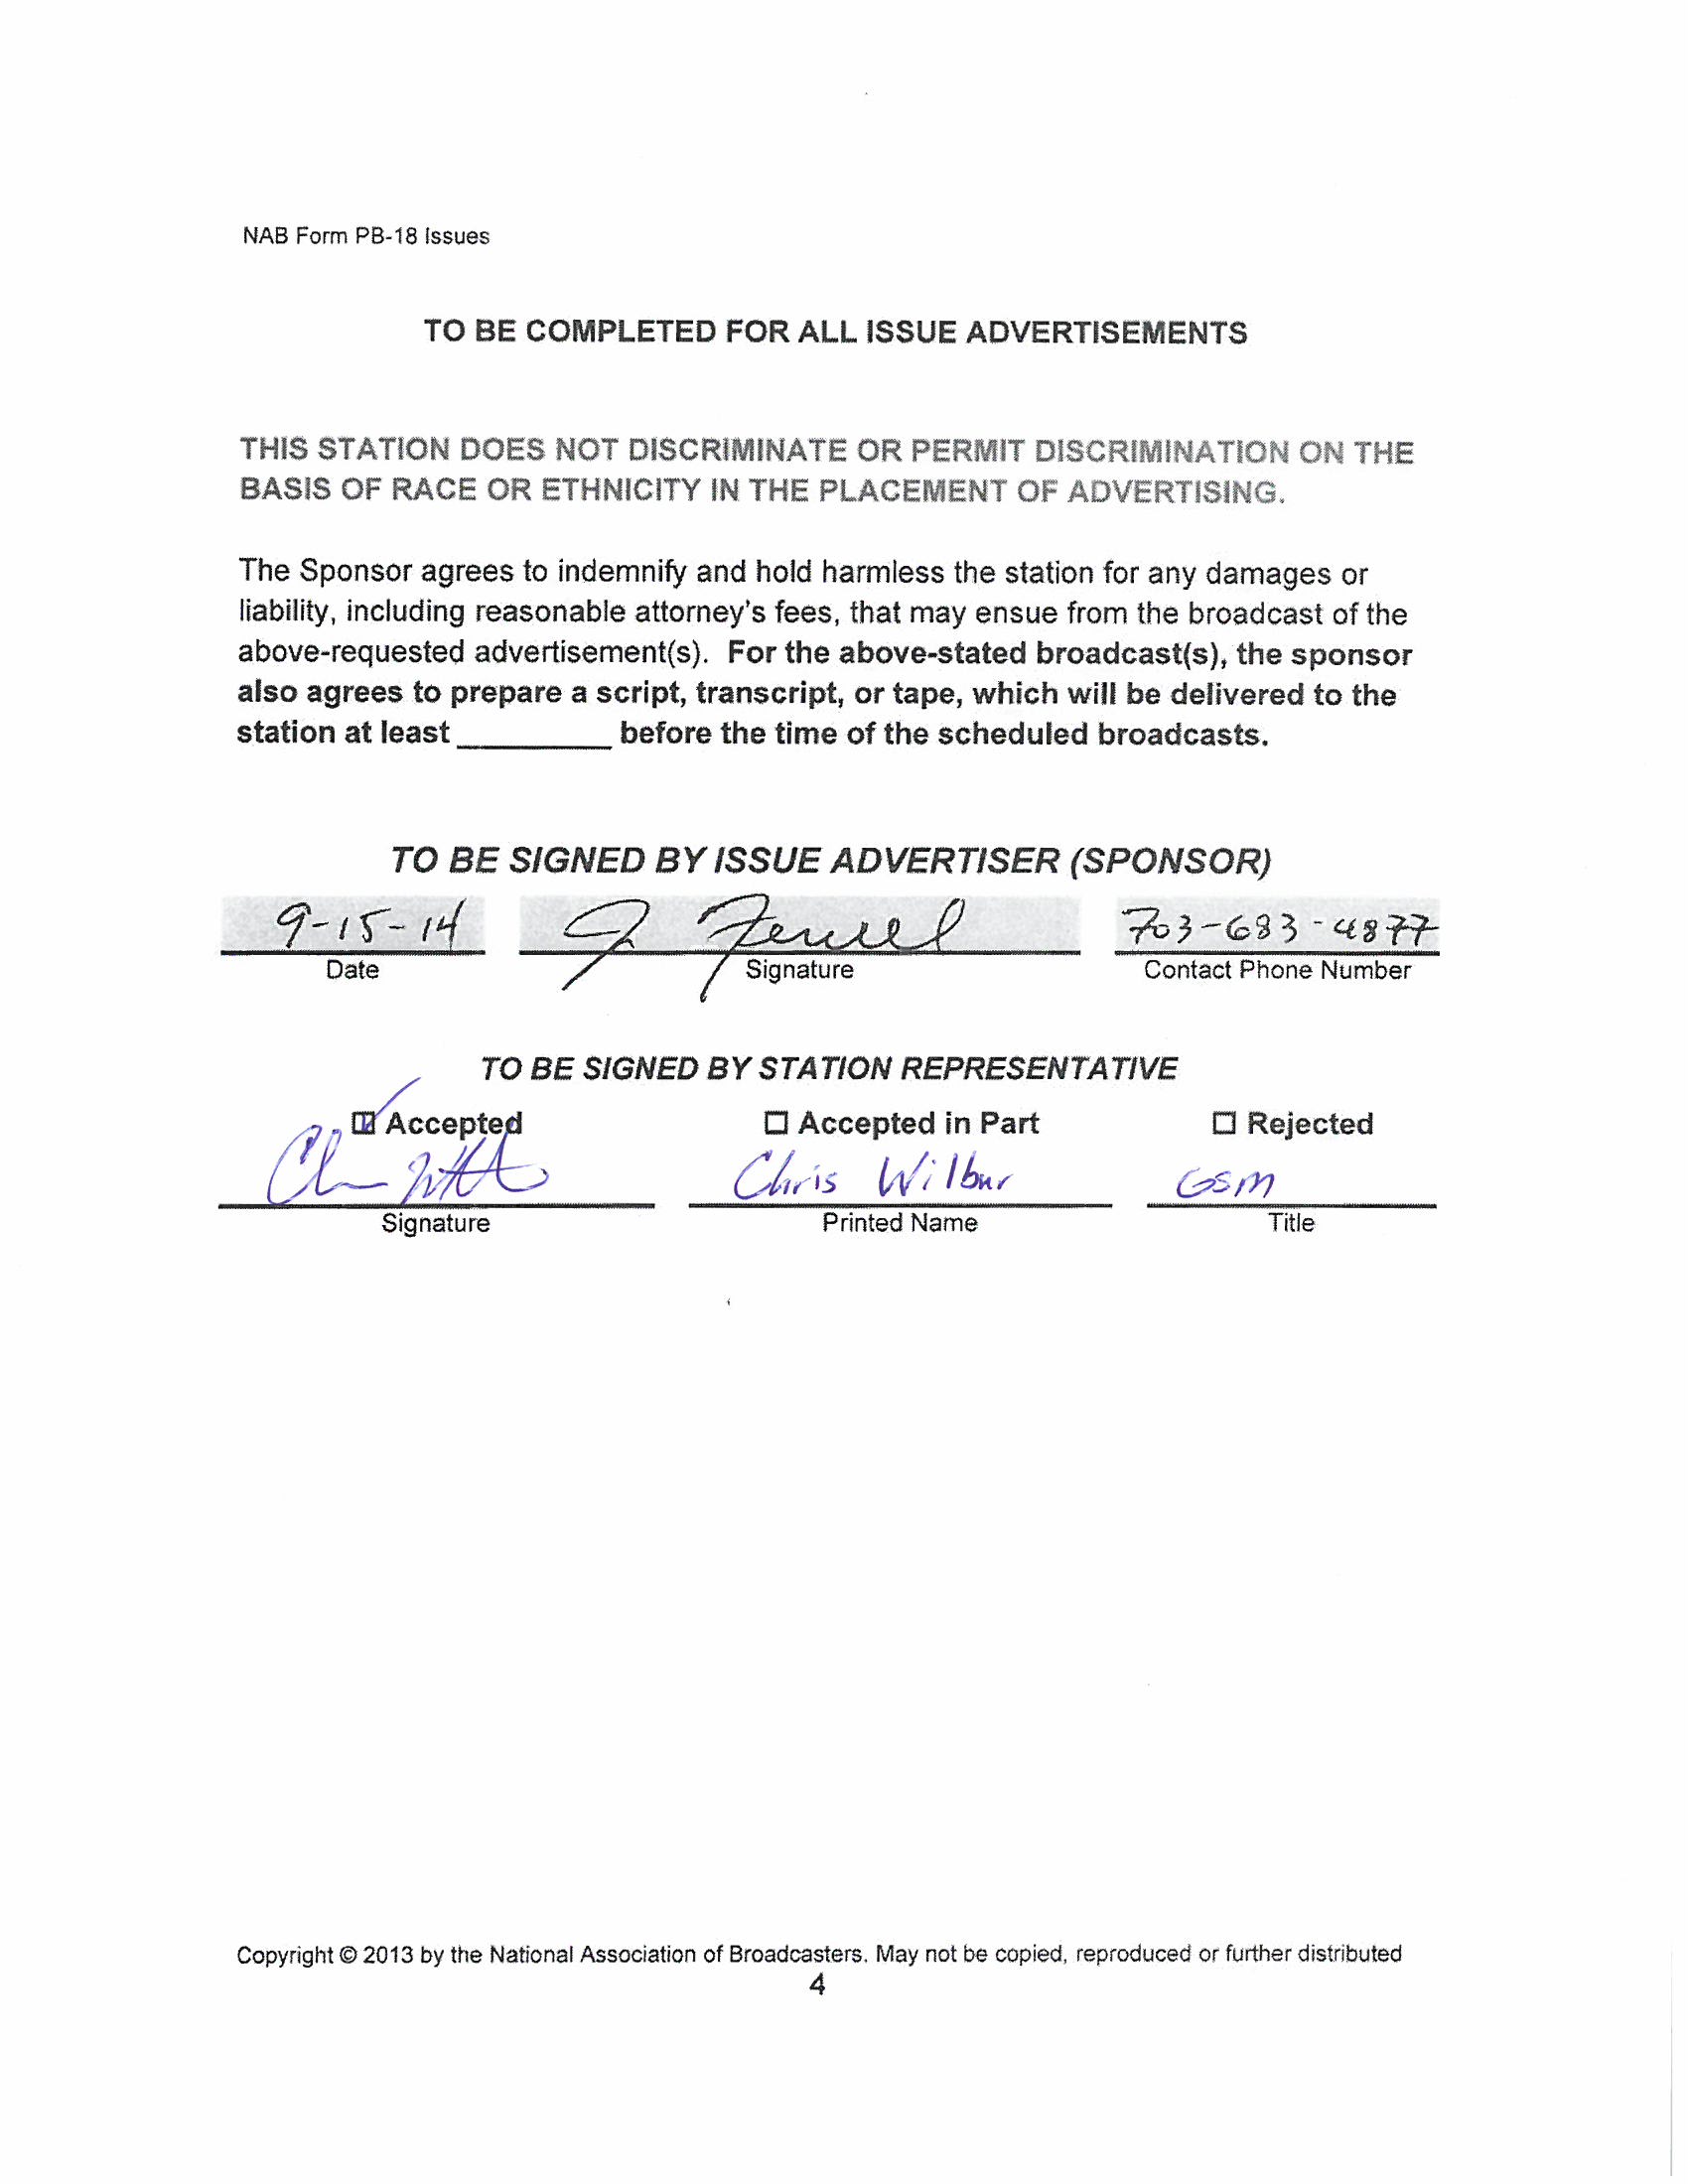 NAB Form PB-18 Issues
TO BE COMPLETED FOR ALL ISSUE ADVERTISEMENTS
THIS STATION DOES NOT DISCRIMINATE OR PERMIT DISCRIMINATION ON THE
BASIS OF RACE OR ETHNICITY IN THE PLACEMENT OF ADVERTISING.
The Sponsor agrees to indemnify and hold harmless the station for any damages or
liability, including reasonable attorney's fees, that may ensue from the broadcast of the
above-requested advertisement(s). For the above-stated broadcast(s), the sponsor
also agrees to prepare a script, transcript, or tape, which will be delivered to the
station at least __________ before the time of the scheduled broadcasts.
TO BE SIGNED BY ISSUE ADVERTISER (SPONSOR)
9-15-14 703-683-4877
Date Signature Contact Phone Number
TO BE SIGNED BY STATION REPRESENTATIVE
☑ Accepted ☐ Accepted in Part ☐ Rejected
Chris Wilbur GSM
Signature Printed Name Title
Copyright © 2013 by the National Association of Broadcasters. May not be copied, reproduced or further distributed
4